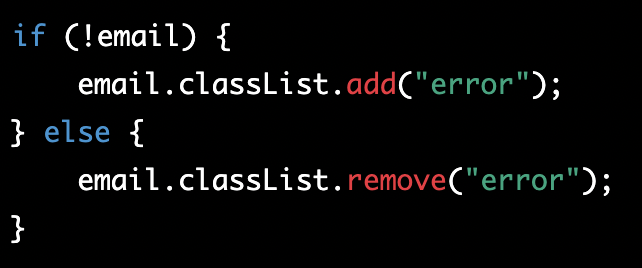 if (!email) {
    email.classList.add("error");
} else {
    email.classList.remove("error");
}